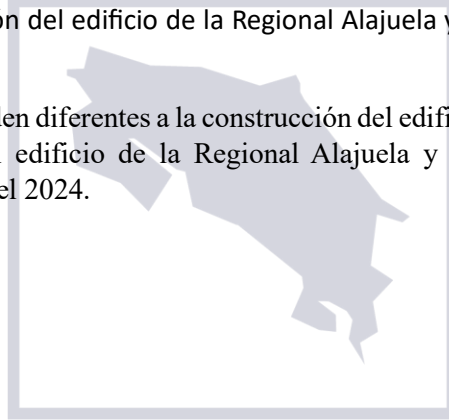 ón del edificio de la Regional Alajuela y
den diferentes a la construcción del edifi
edificio de la Regional Alajuela y
el 2024.